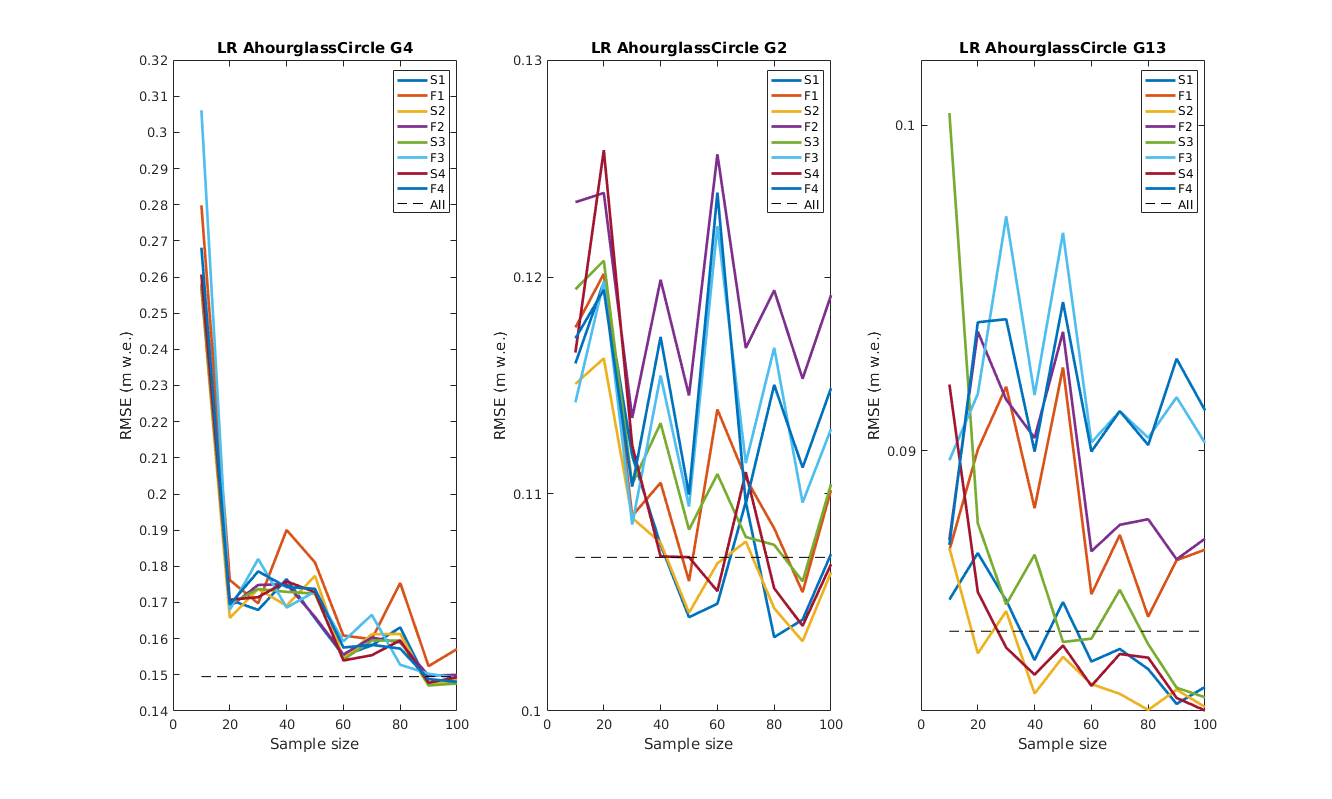 LR AhourglassCircle G4
0.32
0.31
0.3
0.29
0.28
0.27
0.26
0.25
0.24
0.23
0.22
0.21
0.2
0.19
0.18
0.17
0.16
0.15
0.14
0 20 40 60 80 100
RMSE (m w.e.)
Sample size
S1
F1
S2
F2
S3
F3
S4
F4
All
LR AhourglassCircle G2
0.13
0.12
0.11
0.1
0 20 40 60 80 100
RMSE (m w.e.)
Sample size
S1
F1
S2
F2
S3
F3
S4
F4
All
LR AhourglassCircle G13
0.1
0.09
0 20 40 60 80 100
RMSE (m w.e.)
Sample size
S1
F1
S2
F2
S3
F3
S4
F4
All